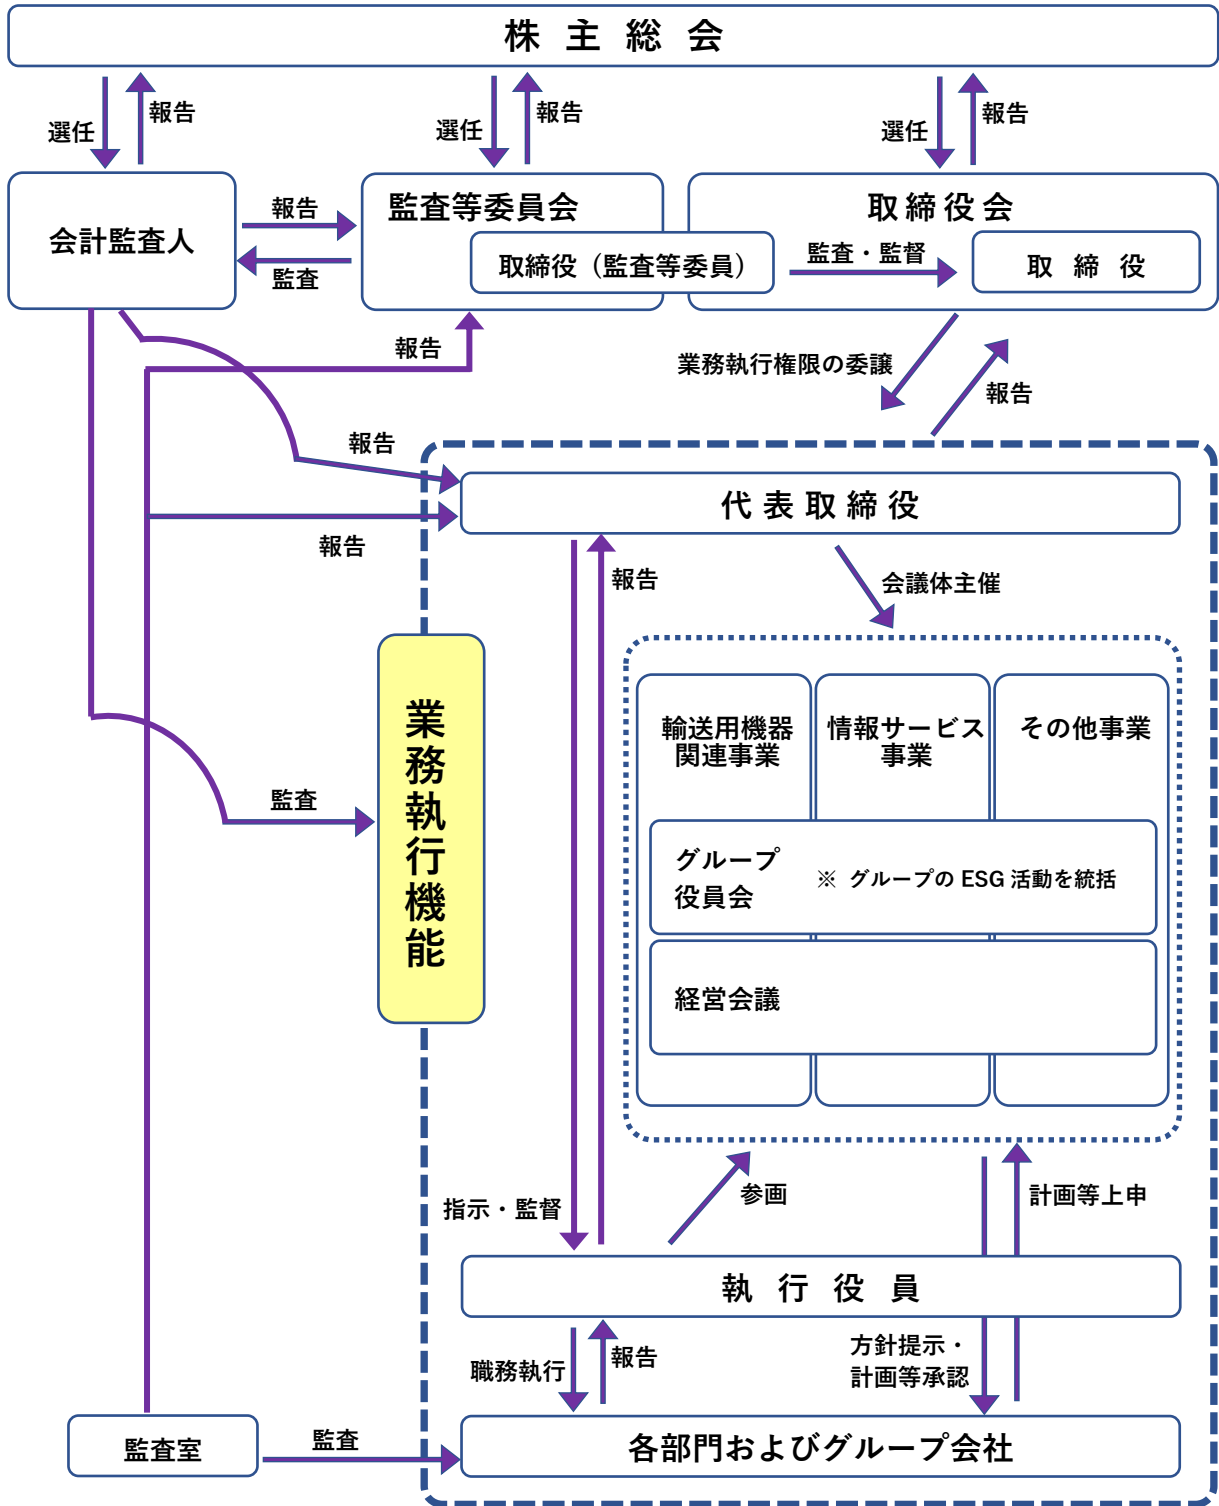 株主総会
選任
報告
選任
報告
選任
報告
会計監査人
報告
監査
監査等委員会
取締役（監査等委員）
取締役会
監査・監督
取締役
報告
業務執行権限の委譲
報告
報告
代表取締役
報告
報告
会議体主催
業務執行機能
輸送用機器
関連事業
情報サービス
事業
その他事業
監査
グループ
役員会
※ グループの ESG 活動を統括
経営会議
指示・監督
参画
計画等上申
執行役員
職務執行
報告
方針提示・
計画等承認
監査室
監査
各部門およびグループ会社